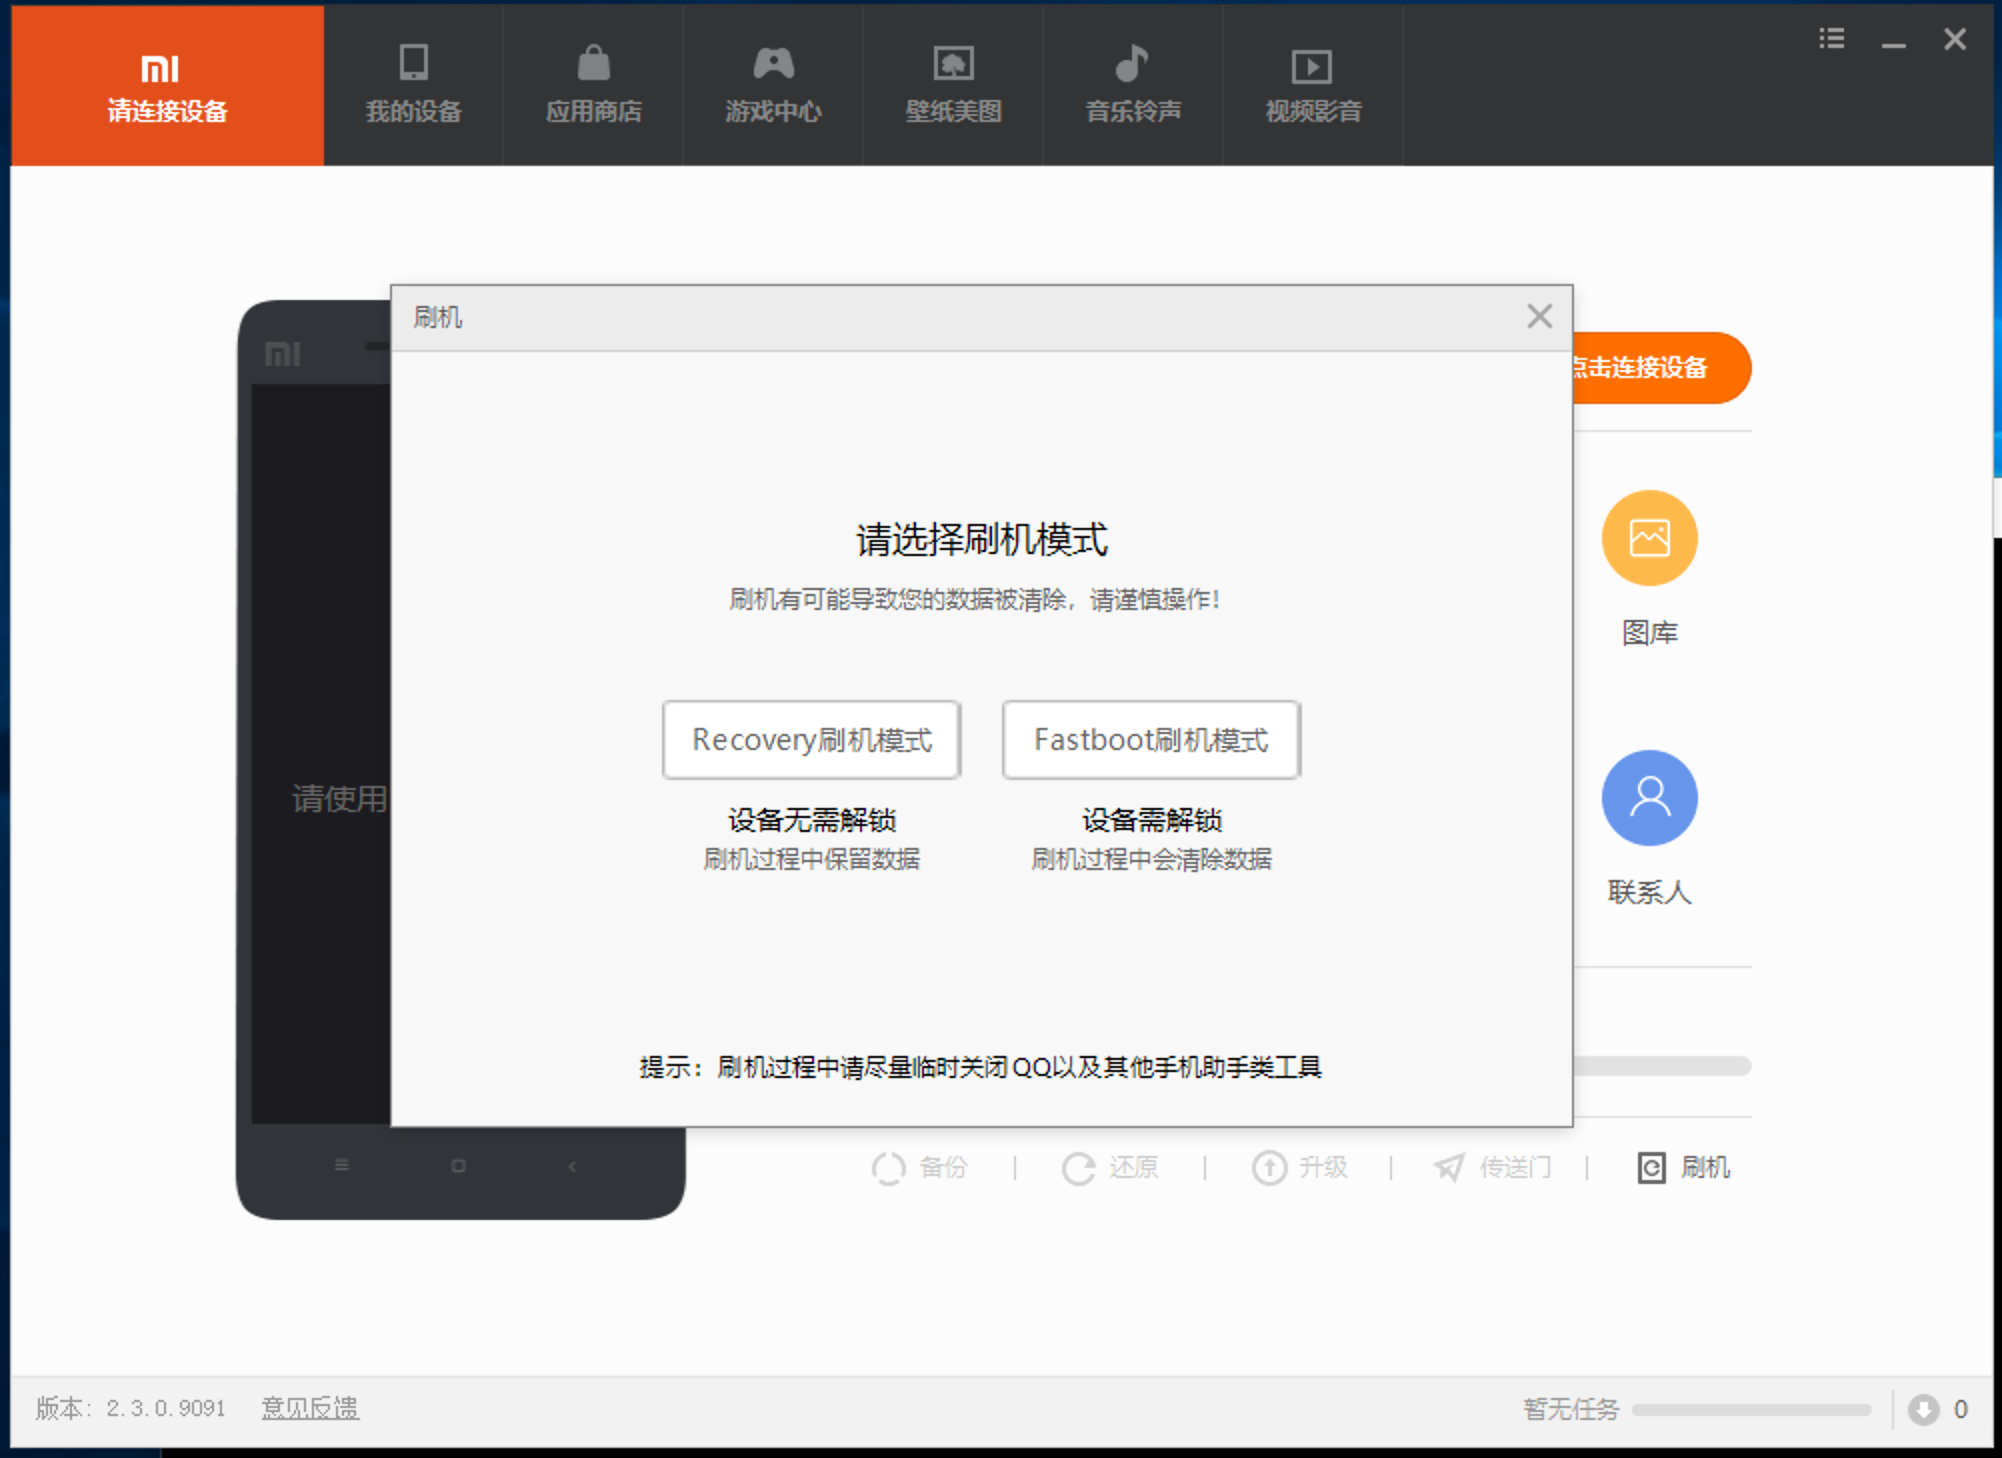 请连接设备
我的设备
应用商店
游戏中心
壁纸美图
音乐铃声
视频影音
刷机
点击连接设备
请选择刷机模式
刷机有可能导致您的数据被清除，请谨慎操作！
Recovery刷机模式
Fastboot刷机模式
设备无需解锁
设备需解锁
刷机过程中保留数据
刷机过程中会清除数据
提示：刷机过程中请尽量临时关闭QQ以及其他手机助手类工具
请使用
图库
联系人
备份
还原
升级
传送门
刷机
版本：2.3.0.9091
意见反馈
暂无任务
0